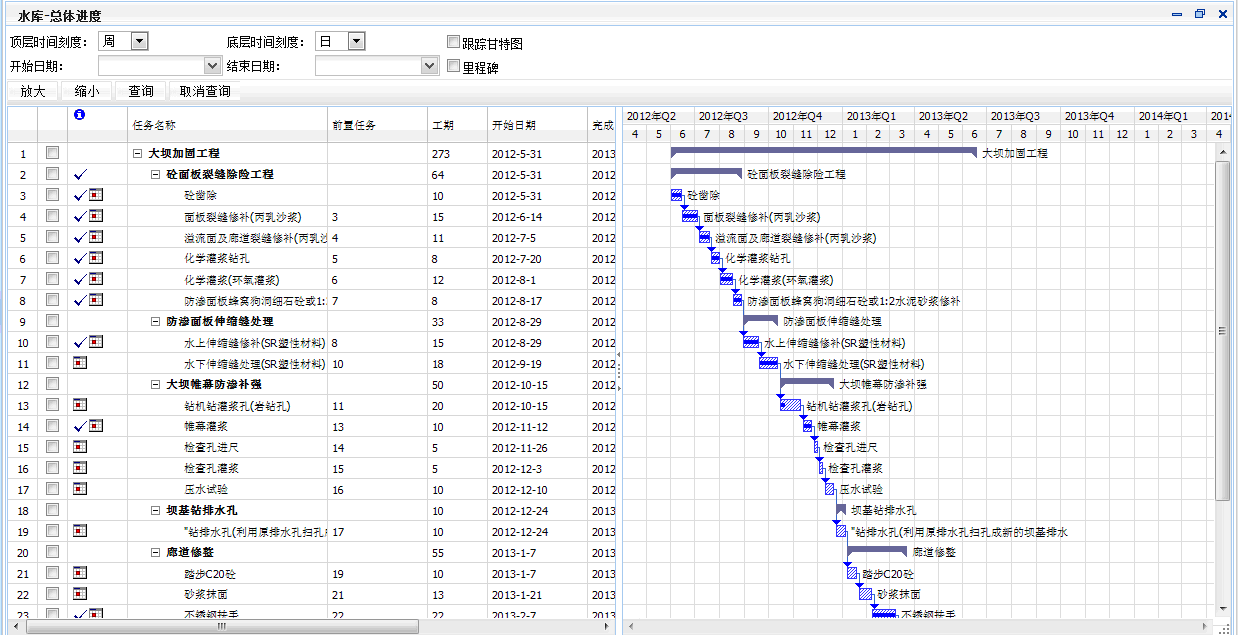 水库-总体进度
顶层时间刻度: 周 底层时间刻度: 日 跟踪甘特图
开始日期: 结束日期: 里程碑
放大 缩小 查询 取消查询
任务名称 前置任务 工期 开始日期 完成
2012年Q2 2012年Q3 2012年Q4 2013年Q1 2013年Q2 2013年Q3 2013年Q4 2014年Q1 2014
4 5 6 7 8 9 10 11 12 1 2 3 4 5 6 7 8 9 10 11 12 1 2 3 4
1 大坝加固工程 273 2012-5-31 2013 大坝加固工程
2 砼面板裂缝除险工程 64 2012-5-31 2012 砼面板裂缝除险工程
3 砼凿除 10 2012-5-31 2012 砼凿除
4 面板裂缝修补(丙乳沙浆) 3 15 2012-6-14 2012 面板裂缝修补(丙乳沙浆)
5 溢流面及廊道裂缝修补(丙乳沙 4 11 2012-7-5 2012 溢流面及廊道裂缝修补(丙乳沙浆)
6 化学灌浆钻孔 5 8 2012-7-20 2012 化学灌浆钻孔
7 化学灌浆(环氧灌浆) 6 12 2012-8-1 2012 化学灌浆(环氧灌浆)
8 防渗面板蜂窝狗洞细石砼或1: 7 8 2012-8-17 2012 防渗面板蜂窝狗洞细石砼或1:2水泥砂浆修补
9 防渗面板伸缩缝处理 33 2012-8-29 2012 防渗面板伸缩缝处理
10 水上伸缩缝修补(SR塑性材料) 8 15 2012-8-29 2012 水上伸缩缝修补(SR塑性材料)
11 水下伸缩缝处理(SR塑性材料) 10 18 2012-9-19 2012 水下伸缩缝处理(SR塑性材料)
12 大坝帷幕防渗补强 50 2012-10-15 2012 大坝帷幕防渗补强
13 钻机钻灌浆孔(岩钻孔) 11 20 2012-10-15 2012 钻机钻灌浆孔(岩钻孔)
14 帷幕灌浆 13 10 2012-11-12 2012 帷幕灌浆
15 检查孔进尺 14 5 2012-11-26 2012 检查孔进尺
16 检查孔灌浆 15 5 2012-12-3 2012 检查孔灌浆
17 压水试验 16 10 2012-12-10 2012 压水试验
18 坝基钻排水孔 10 2012-12-24 2013 坝基钻排水孔
19 "钻排水孔(利用原排水孔扫孔 17 10 2012-12-24 2013 "钻排水孔(利用原排水孔扫孔成新的坝基排水
20 廊道修整 55 2013-1-7 2013 廊道修整
21 踏步C20砼 19 10 2013-1-7 2013 踏步C20砼
22 砂浆抹面 21 13 2013-1-21 2013 砂浆抹面
23 不锈钢扶手 22 22 2013-2-7 2013 不锈钢扶手